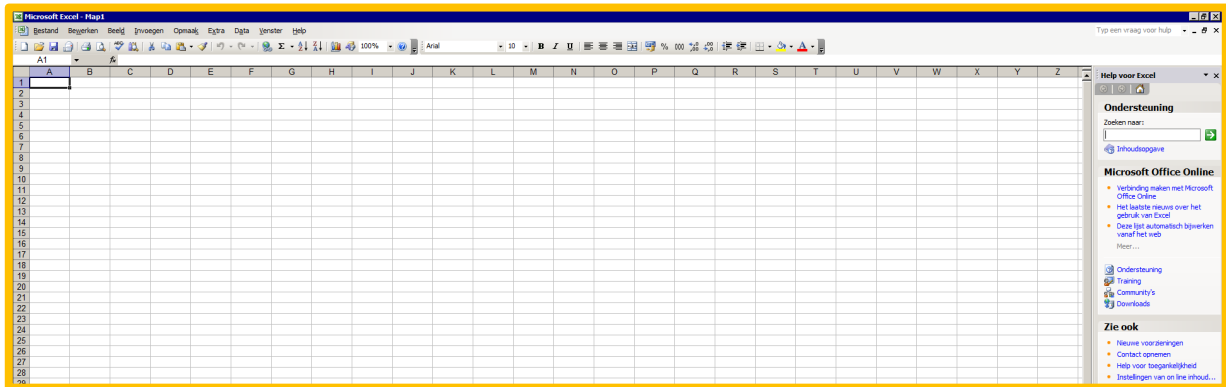 Microsoft Excel - Map1
Bestand Bewerken Beeld Invoegen Opmaak Extra Data Venster Help
Typ een vraag voor hulp
100% Arial 10 B I U % 000
A1 fx
A B C D E F G H I J K L M N O P Q R S T U V W X Y Z
1
2
3
4
5
6
7
8
9
10
11
12
13
14
15
16
17
18
19
20
21
22
23
24
25
26
27
28
29
Help voor Excel
Ondersteuning
Zoeken naar:
Inhoudsopgave
Microsoft Office Online
Verbinding maken met Microsoft
Office Online
Het laatste nieuws over het
gebruik van Excel
Deze lijst automatisch bijwerken
vanaf het web
Meer...
Ondersteuning
Training
Community's
Downloads
Zie ook
Nieuwe voorzieningen
Contact opnemen
Help voor toegankelijkheid
Instellingen van on line inhoud...